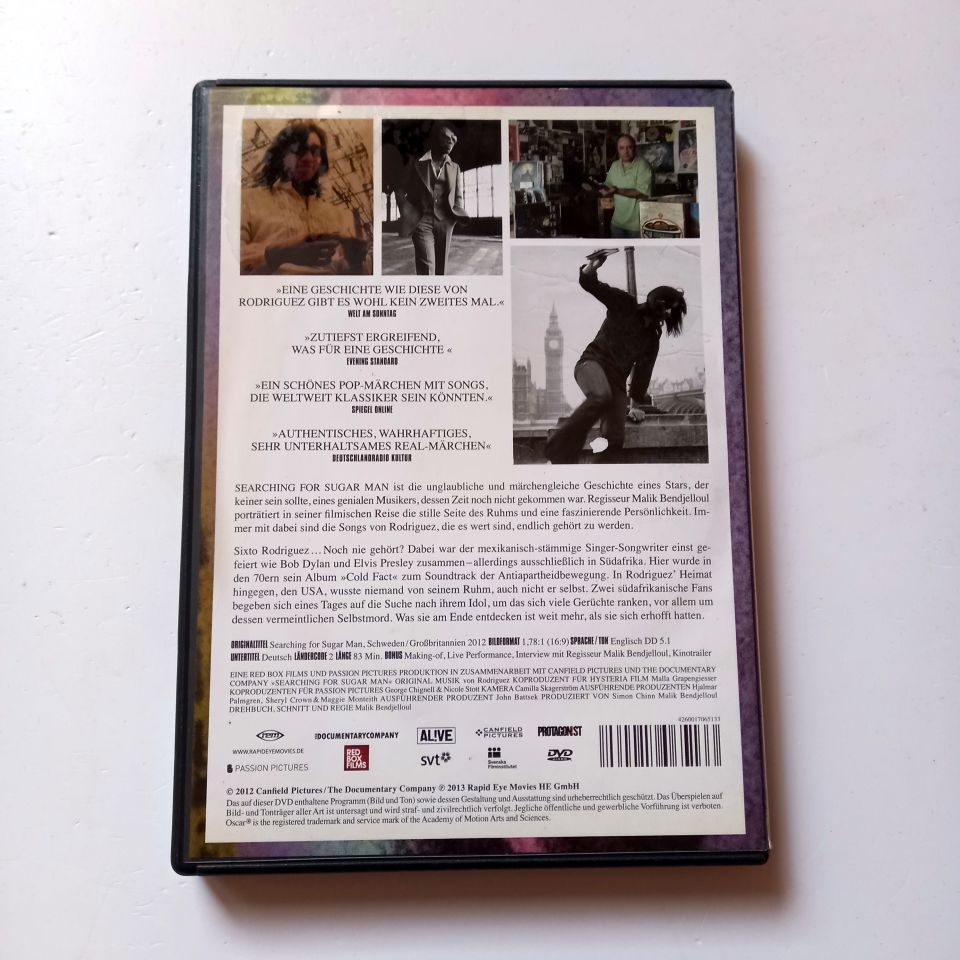 »EINE GESCHICHTE WIE DIESE VON
RODRIGUEZ GIBT ES WOHL KEIN ZWEITES MAL.«
WELT AM SONNTAG
»ZUTIEFST ERGREIFEND,
WAS FÜR EINE GESCHICHTE «
EVENING STANDARD
»EIN SCHÖNES POP-MÄRCHEN MIT SONGS,
DIE WELTWEIT KLASSIKER SEIN KÖNNTEN.«
SPIEGEL ONLINE
»AUTHENTISCHES, WAHRHAFTIGES,
SEHR UNTERHALTSAMES REAL-MÄRCHEN«
DEUTSCHLANDRADIO KULTUR
SEARCHING FOR SUGAR MAN ist die unglaubliche und märchengleiche Geschichte eines Stars, der
keiner sein sollte, eines genialen Musikers, dessen Zeit noch nicht gekommen war. Regisseur Malik Bendjelloul
porträtiert in seiner filmischen Reise die stille Seite des Ruhms und eine faszinierende Persönlichkeit. Im-
mer mit dabei sind die Songs von Rodriguez, die es wert sind, endlich gehört zu werden.
Sixto Rodriguez ... Noch nie gehört? Dabei war der mexikanisch-stämmige Singer-Songwriter einst ge-
feiert wie Bob Dylan und Elvis Presley zusammen – allerdings ausschließlich in Südafrika. Hier wurde in
den 70ern sein Album »Cold Fact« zum Soundtrack der Antiapartheidbewegung. In Rodriguez' Heimat
hingegen, den USA, wusste niemand von seinem Ruhm, auch nicht er selbst. Zwei südafrikanische Fans
begeben sich eines Tages auf die Suche nach ihrem Idol, um das sich viele Gerüchte ranken, vor allem um
dessen vermeintlichen Selbstmord. Was sie am Ende entdecken ist weit mehr, als sie sich erhofft hatten.
ORIGINALTITEL Searching for Sugar Man, Schweden/Großbritannien 2012 BILDFORMAT 1,78:1 (16:9) SPRACHE/TON Englisch DD 5.1
UNTERTITEL Deutsch LÄNDERCODE 2 LÄNGE 83 Min. BONUS Making-of, Live Performance, Interview mit Regisseur Malik Bendjelloul, Kinotrailer
EINE RED BOX FILMS UND PASSION PICTURES PRODUKTION IN ZUSAMMENARBEIT MIT CANFIELD PICTURES UND THE DOCUMENTARY
COMPANY »SEARCHING FOR SUGAR MAN« ORIGINAL MUSIK von Rodriguez KOPRODUZENT FÜR HYSTERIA FILM Malla Grapengiesser
KOPRODUZENTEN FÜR PASSION PICTURES George Chignell & Nicole Stott KAMERA Camilla Skagerström AUSFÜHRENDE PRODUZENTEN Hjalmar
Palmgren, Sheryl Crown & Maggie Monteith AUSFÜHRENDER PRODUZENT John Battsek PRODUZIERT VON Simon Chinn Malik Bendjelloul
DREHBUCH, SCHNITT UND REGIE Malik Bendjelloul
4260017065133
rem
THE DOCUMENTARY COMPANY
AL!VE
CANFIELD PICTURES
PROTAGONIST
WWW.RAPIDEYEMOVIES.DE
PASSION PICTURES
RED BOX FILMS
svt
Svenska Filminstitutet
DVD VIDEO
© 2012 Canfield Pictures / The Documentary Company ℗ 2013 Rapid Eye Movies HE GmbH
Das auf dieser DVD enthaltene Programm (Bild und Ton) sowie dessen Gestaltung und Ausstattung sind urheberrechtlich geschützt. Das Überspielen auf
Bild- und Tonträger aller Art ist untersagt und wird straf- und zivilrechtlich verfolgt. Jegliche öffentliche und gewerbliche Vorführung ist verboten.
Oscar® is the registered trademark and service mark of the Academy of Motion Arts and Sciences.